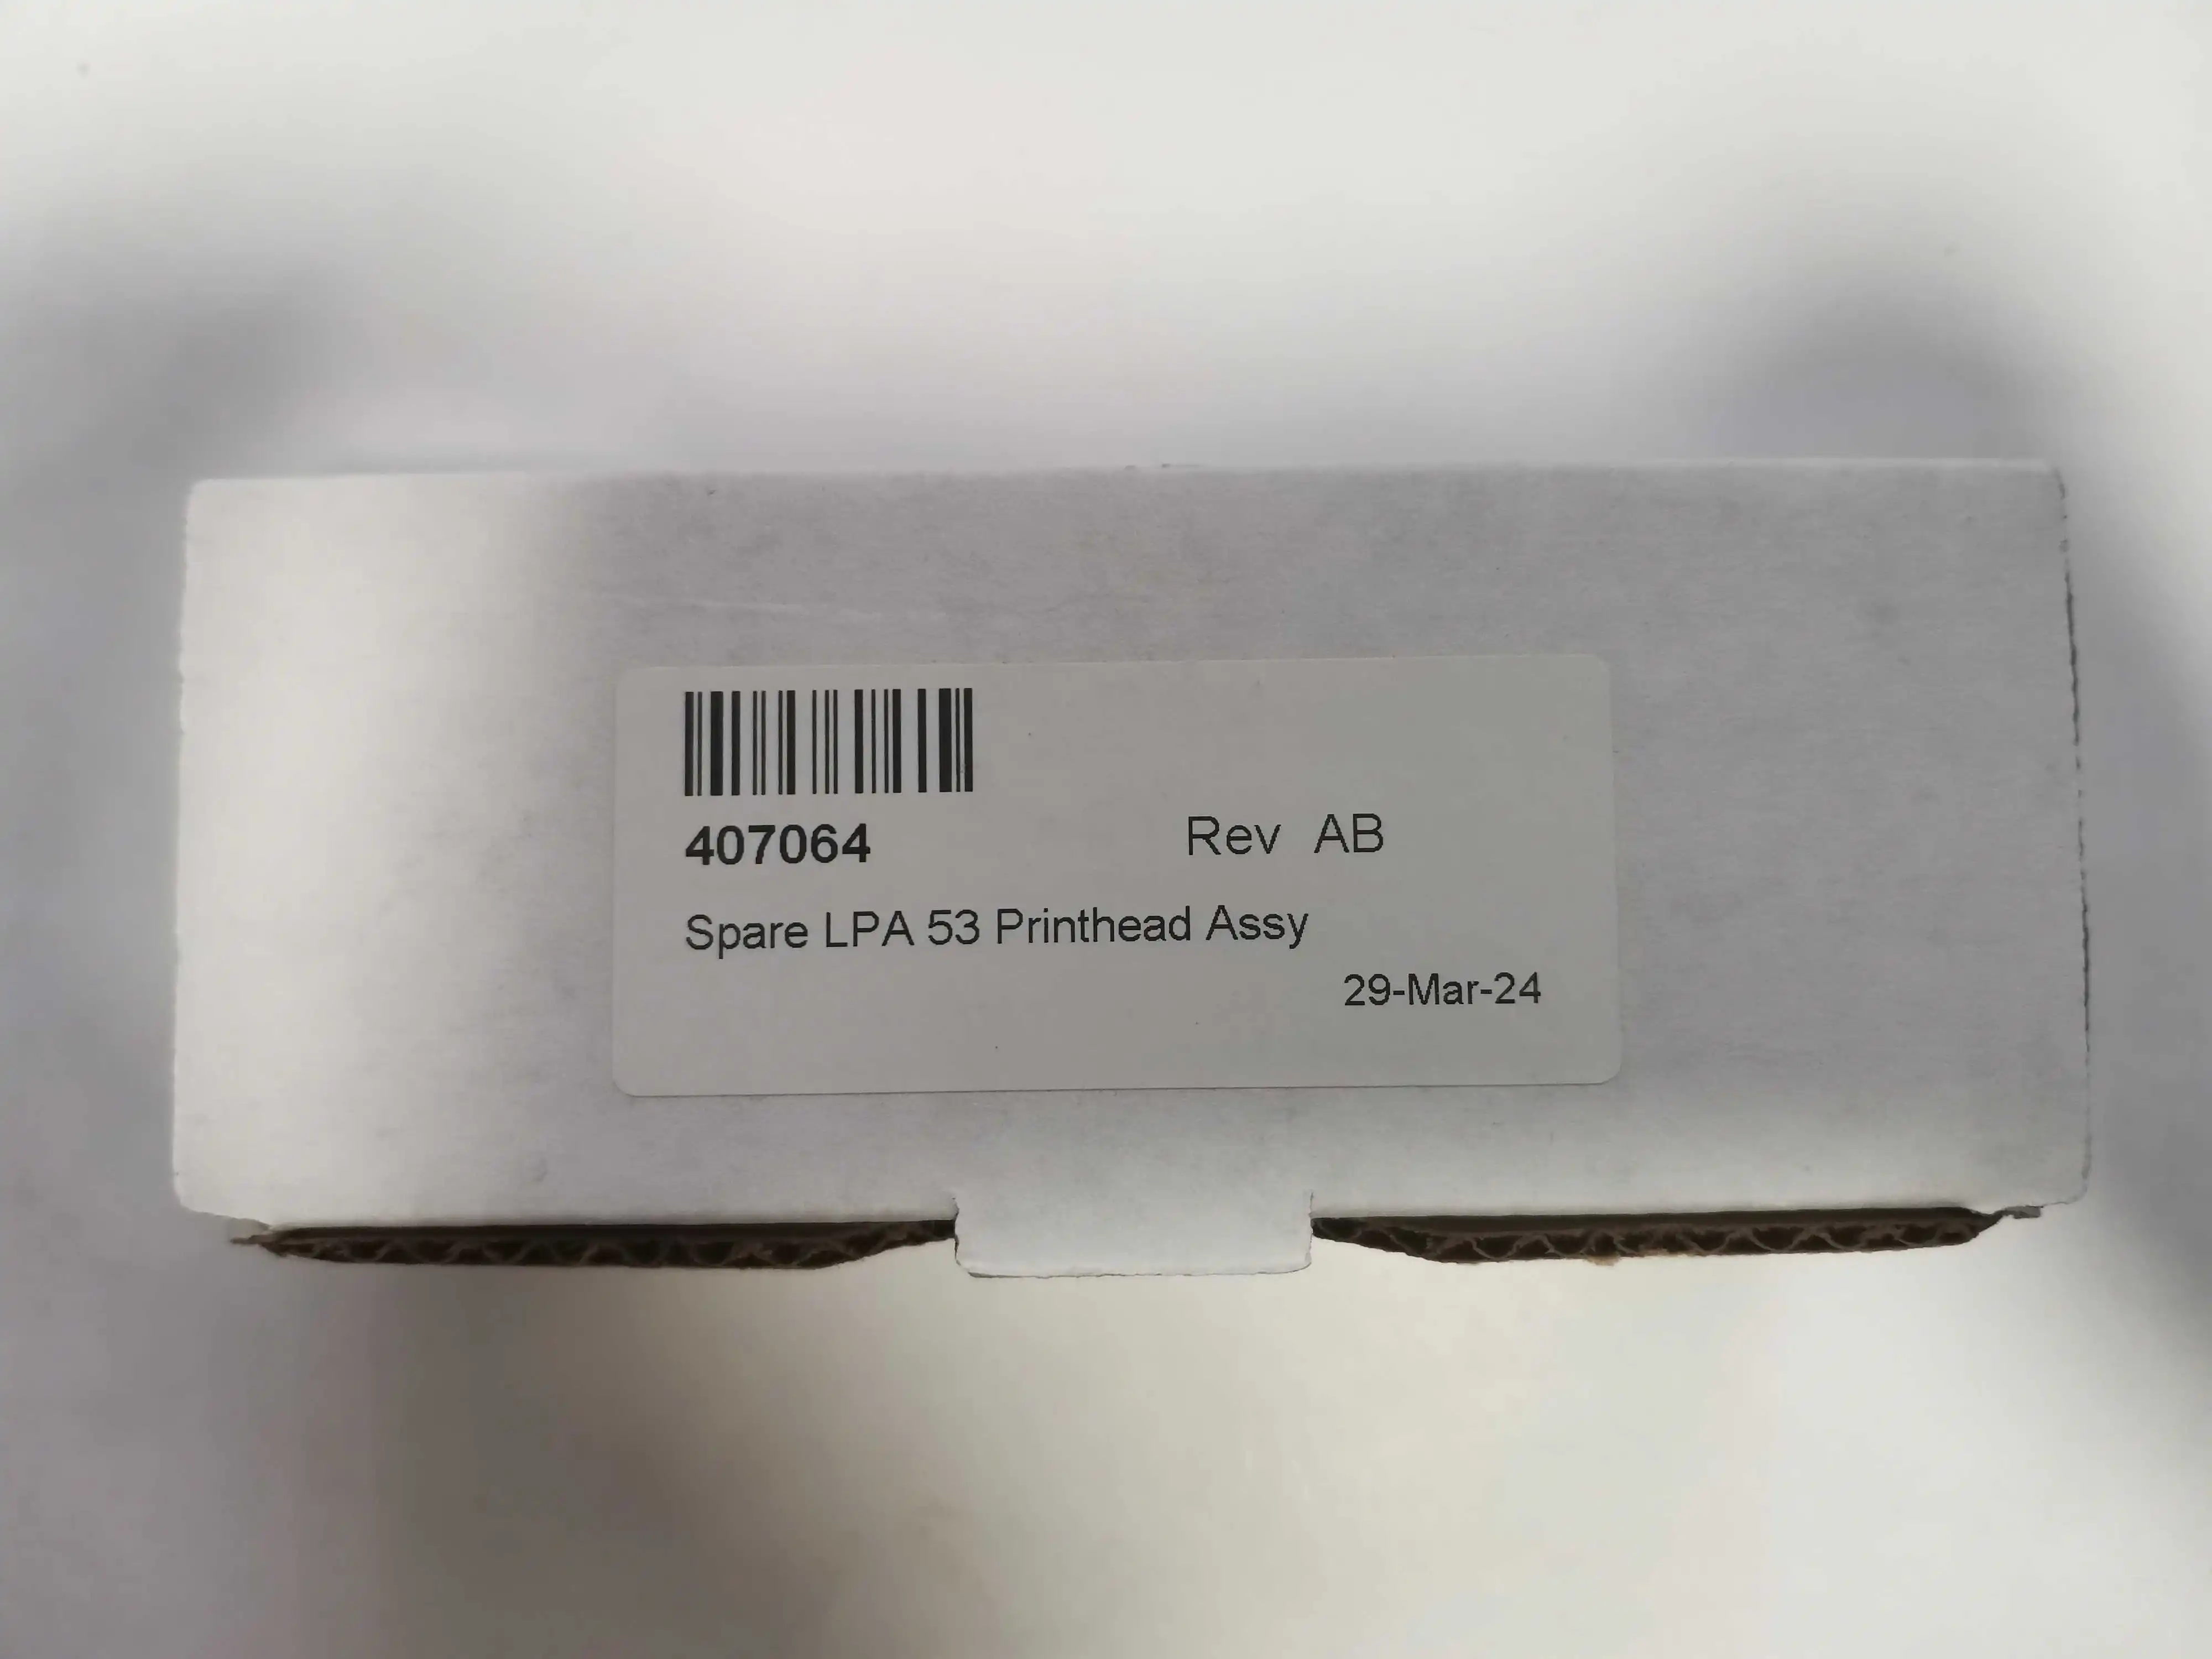 407064 Rev AB
Spare LPA 53 Printhead Assy
29-Mar-24